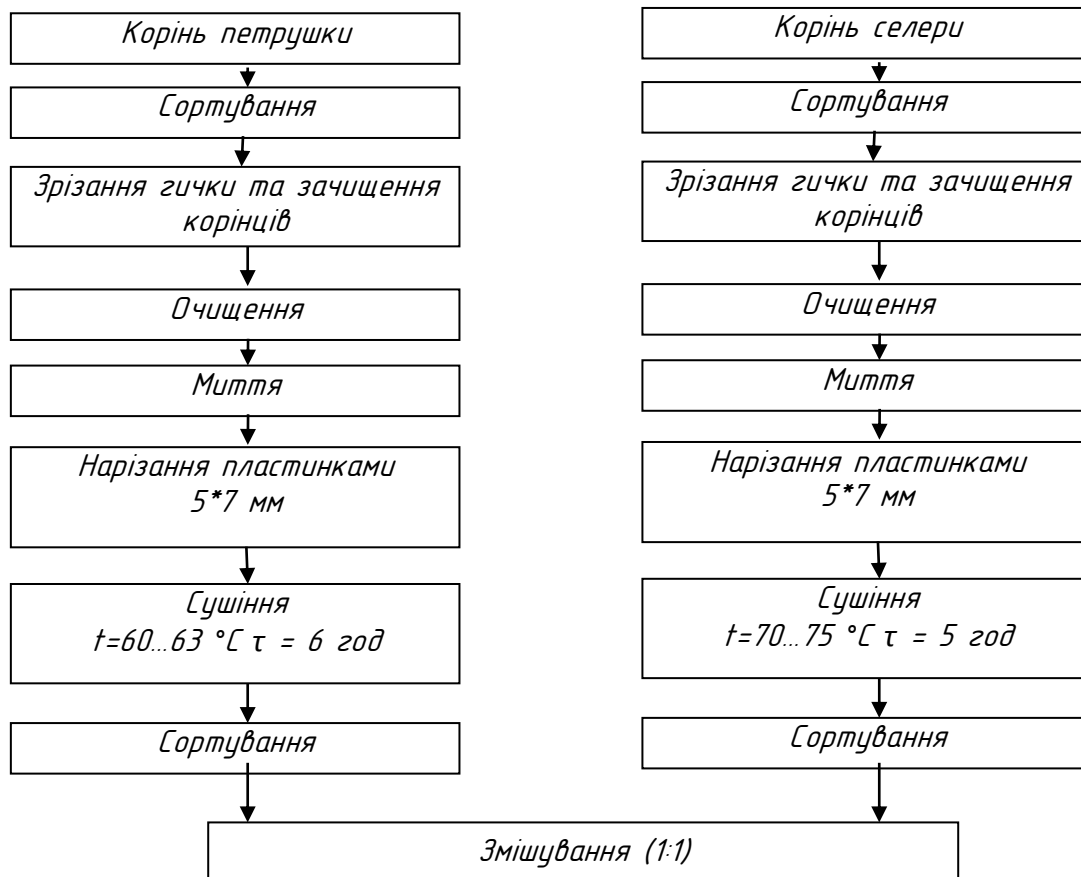 Корінь петрушки
Сортування
Зрізання гички та зачищення
корінців
Очищення
Миття
Нарізання пластинками
5*7 мм
Сушіння
t=60...63 °C τ = 6 год
Сортування
Корінь селери
Сортування
Зрізання гички та зачищення
корінців
Очищення
Миття
Нарізання пластинками
5*7 мм
Сушіння
t=70...75 °C τ = 5 год
Сортування
Змішування (1:1)